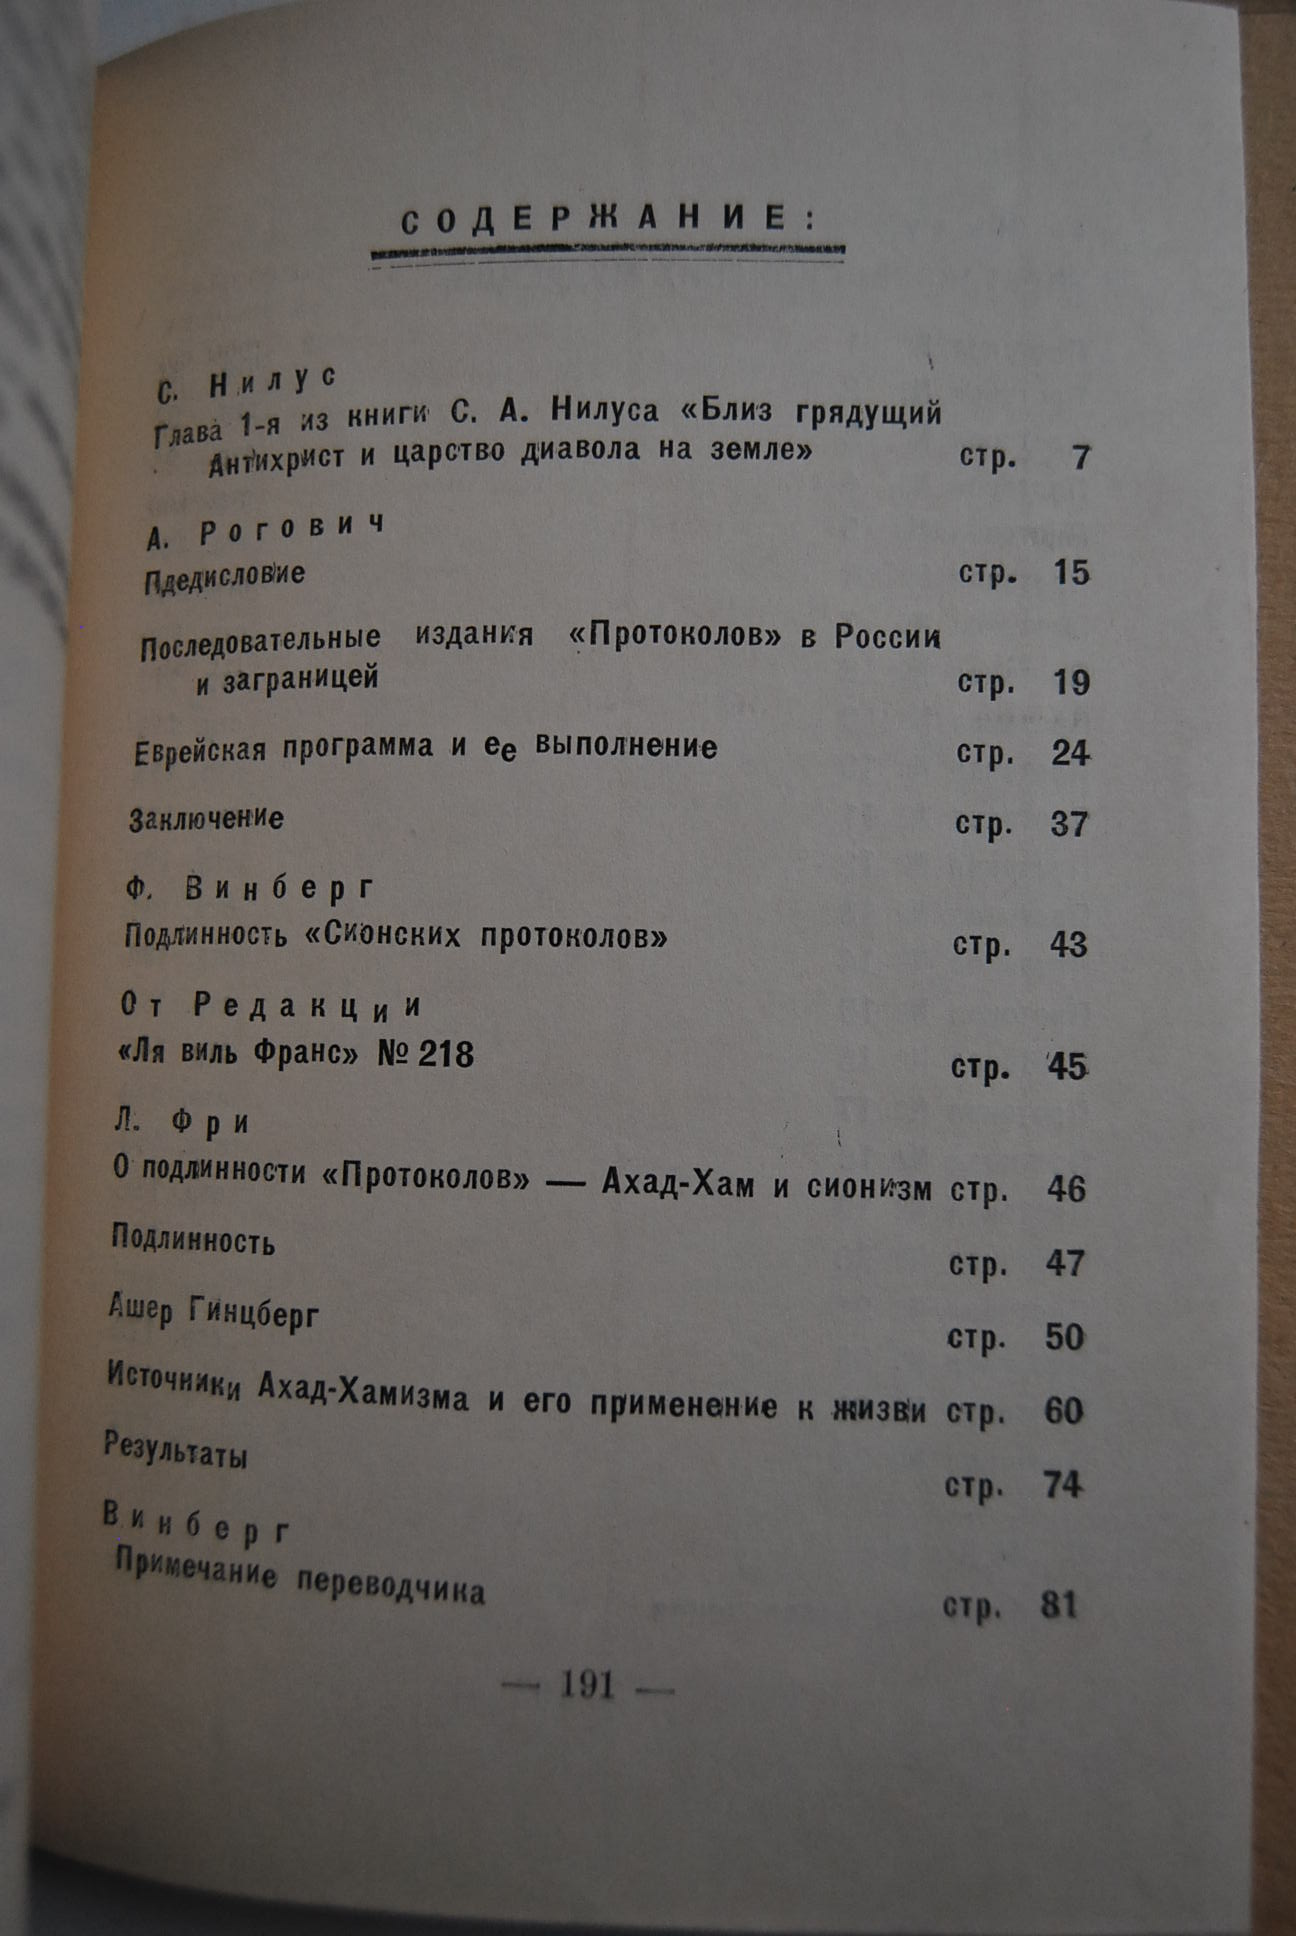 СОДЕРЖАНИЕ:
С. Нилус
Глава 1-я из книги С. А. Нилуса «Близ грядущий
Антихрист и царство диавола на земле» стр. 7
А. Рогович
Пдедисловие стр. 15
Последовательные издания «Протоколов» в России
и заграницей стр. 19
Еврейская программа и ее выполнение стр. 24
Заключение стр. 37
Ф. Винберг
Подлинность «Сионских протоколов» стр. 43
От Редакции
«Ля виль Франс» № 218 стр. 45
Л. Фри
О подлинности «Протоколов» — Ахад-Хам и сионизм стр. 46
Подлинность стр. 47
Ашер Гинцберг стр. 50
Источники Ахад-Хамизма и его применение к жизви стр. 60
Результаты стр. 74
Винберг
Примечание переводчика стр. 81
— 191 —